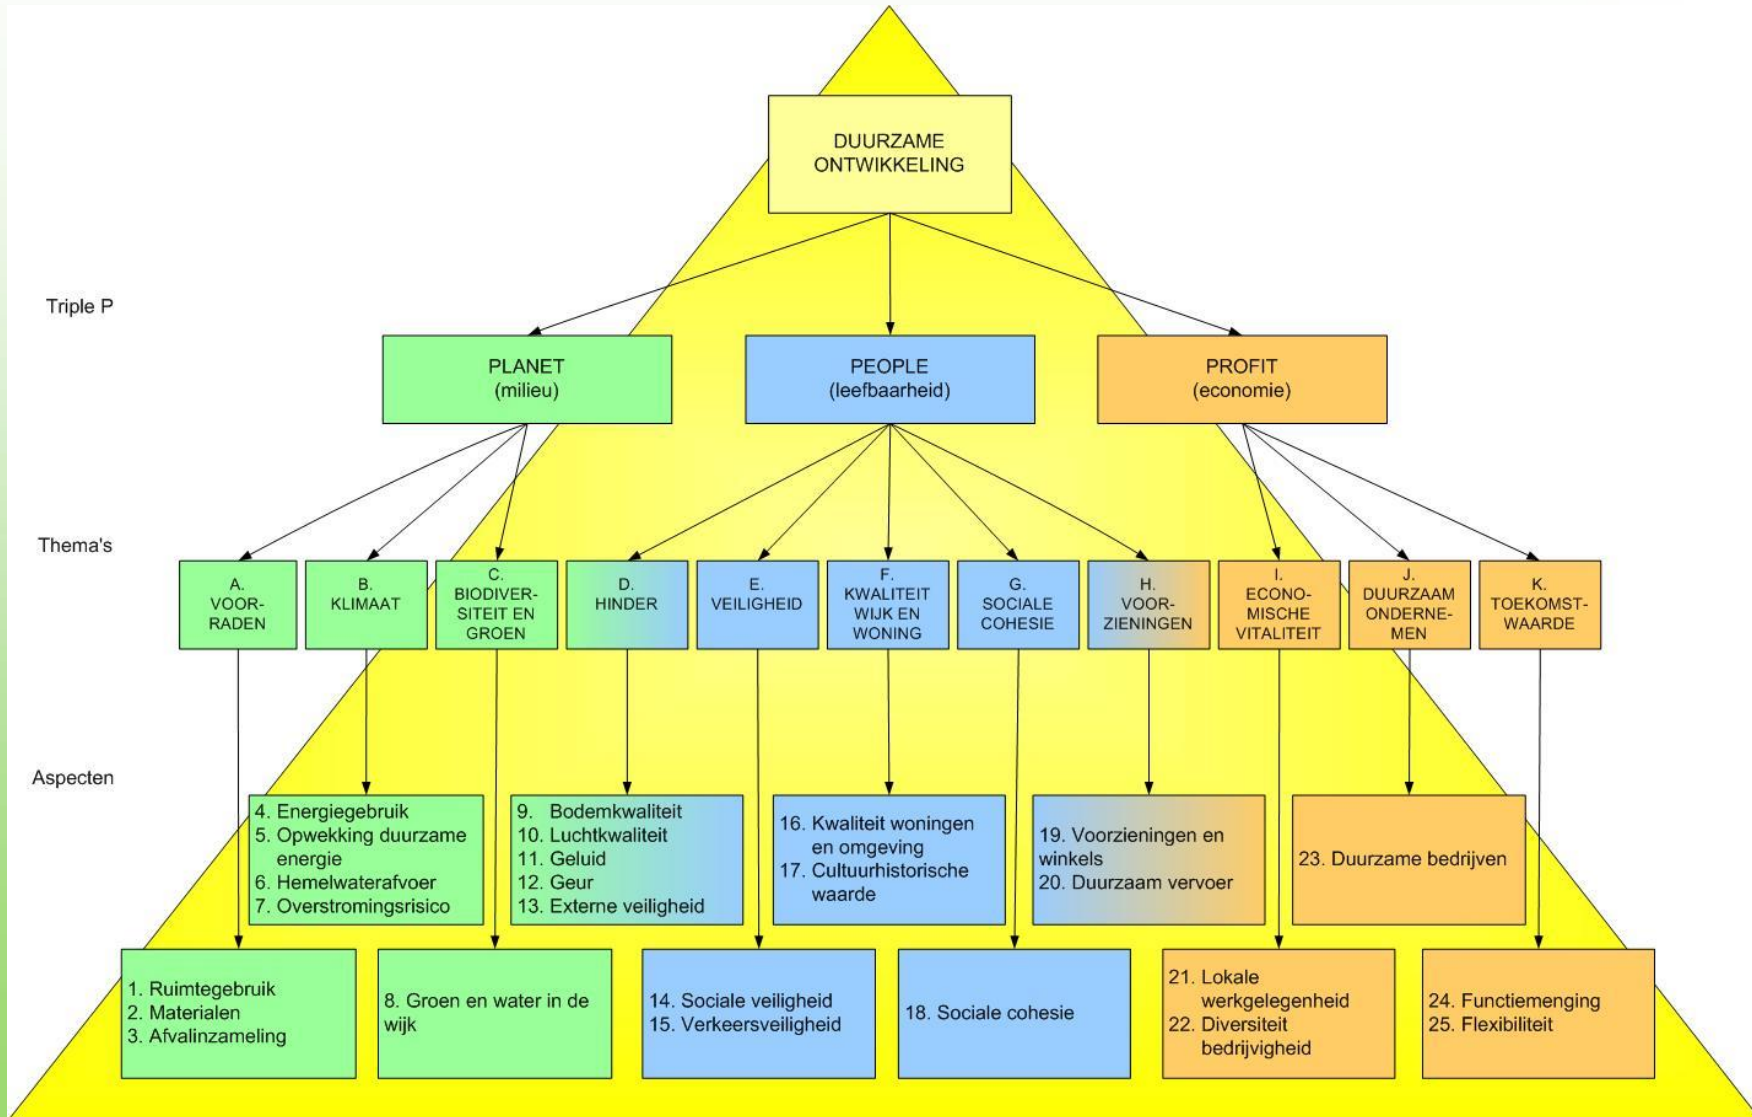 DUURZAME
ONTWIKKELING
Triple P
PLANET
(milieu)
PEOPLE
(leefbaarheid)
PROFIT
(economie)
Thema's
A.
VOOR-
RADEN
B.
KLIMAAT
C.
BIODIVER-
SITEIT EN
GROEN
D.
HINDER
E.
VEILIGHEID
F.
KWALITEIT
WIJK EN
WONING
G.
SOCIALE
COHESIE
H.
VOOR-
ZIENINGEN
I.
ECONO-
MISCHE
VITALITEIT
J.
DUURZAAM
ONDERNE-
MEN
K.
TOEKOMST-
WAARDE
Aspecten
4. Energiegebruik
5. Opwekking duurzame
energie
6. Hemelwaterafvoer
7. Overstromingsrisico
9. Bodemkwaliteit
10. Luchtkwaliteit
11. Geluid
12. Geur
13. Externe veiligheid
16. Kwaliteit woningen
en omgeving
17. Cultuurhistorische
waarde
19. Voorzieningen en
winkels
20. Duurzaam vervoer
23. Duurzame bedrijven
1. Ruimtegebruik
2. Materialen
3. Afvalinzameling
8. Groen en water in de
wijk
14. Sociale veiligheid
15. Verkeersveiligheid
18. Sociale cohesie
21. Lokale
werkgelegenheid
22. Diversiteit
bedrijvigheid
24. Functiemenging
25. Flexibiliteit